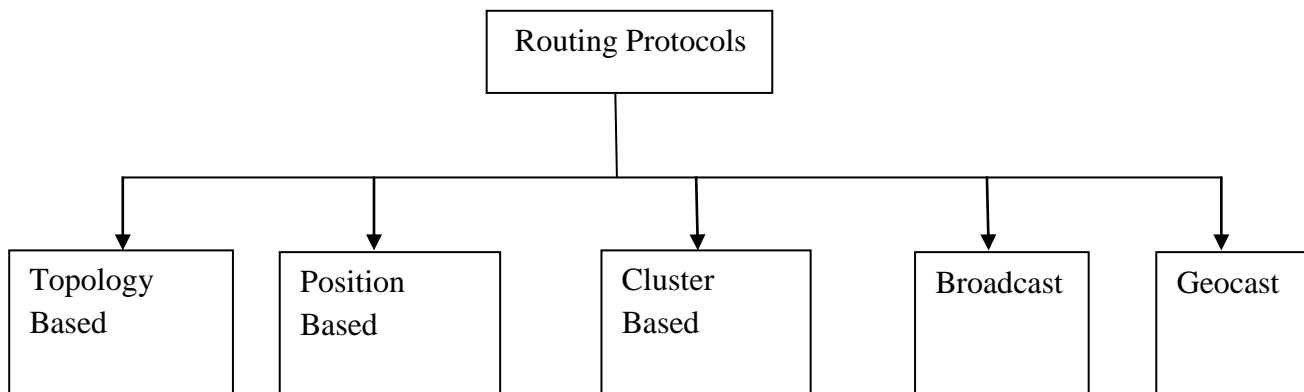 Routing Protocols
Topology
Based
Position
Based
Cluster
Based
Broadcast
Geocast